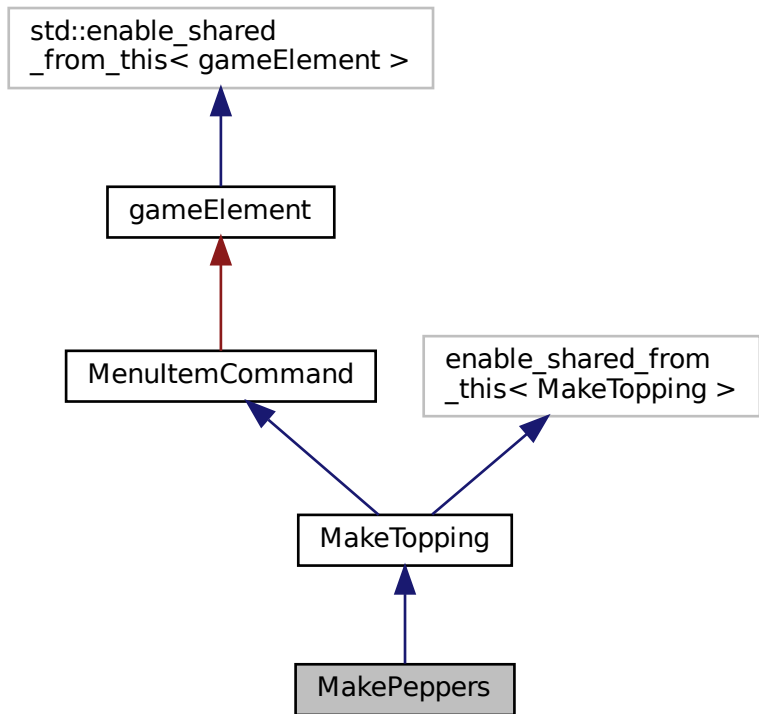 std::enable_shared
_from_this< gameElement >
gameElement
MenuItemCommand
enable_shared_from
_this< MakeTopping >
MakeTopping
MakePeppers